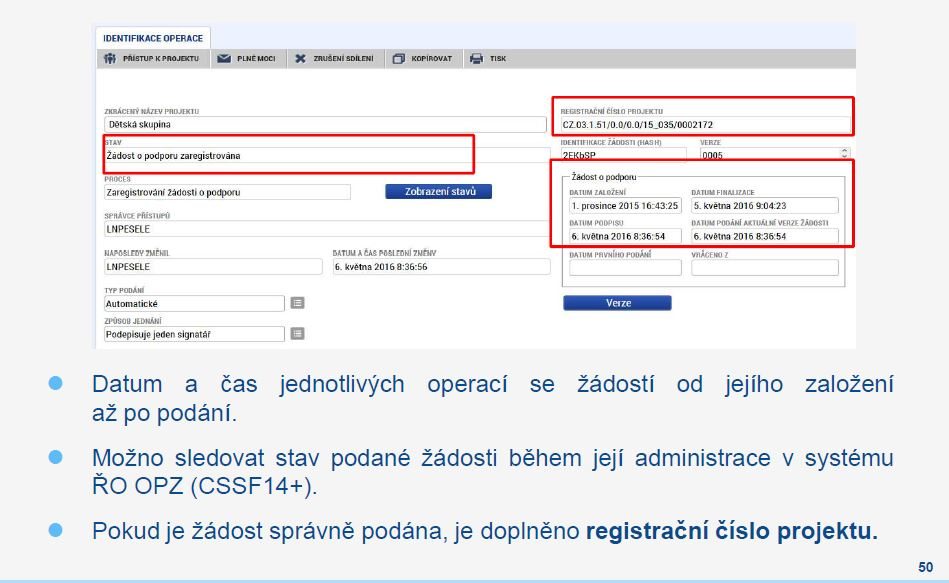 IDENTIFIKACE OPERACE
PŘÍSTUP K PROJEKTU PLNÉ MOCI ZRUŠENÍ SDÍLENÍ KOPÍROVAT TISK
ZKRÁCENÝ NÁZEV PROJEKTU REGISTRAČNÍ ČÍSLO PROJEKTU
Dětská skupina CZ.03.1.51/0.0/0.0/15_035/0002172
STAV IDENTIFIKACE ŽÁDOSTI (HASH) VERZE
Žádost o podporu zaregistrována 2EKbSP 0005
PROCES Žádost o podporu
Zaregistrování žádosti o podporu Zobrazení stavů DATUM ZALOŽENÍ DATUM FINALIZACE
1. prosince 2015 16:43:25 5. května 2016 9:04:23
SPRÁVCE PŘÍSTUPŮ DATUM PODPISU DATUM PODÁNÍ AKTUÁLNÍ VERZE ŽÁDOSTI
LNPESELE 6. května 2016 8:36:54 6. května 2016 8:36:54
NAPOSLEDY ZMĚNIL DATUM A ČAS POSLEDNÍ ZMĚNY DATUM PRVNÍHO PODÁNÍ VRÁCENO Z
LNPESELE 6. května 2016 8:36:56
TYP PODÁNÍ
Automatické Verze
ZPŮSOB JEDNÁNÍ
Podepisuje jeden signatář
Datum a čas jednotlivých operací se žádostí od jejího založení
až po podání.
Možno sledovat stav podané žádosti během její administrace v systému
ŘO OPZ (CSSF14+).
Pokud je žádost správně podána, je doplněno registrační číslo projektu.
50